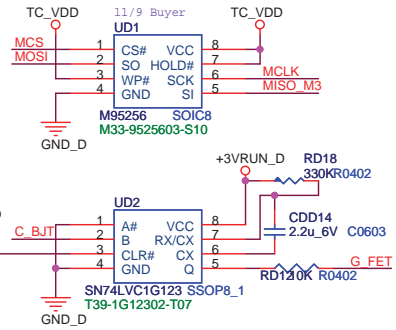 TC_VDD 11/9 Buyer TC_VDD
UD1
MCS 1 CS# VCC 8
MOSI 2 SO HOLD# 7
3 WP# SCK 6 MCLK
4 GND SI 5 MISO_M3
M95256 SOIC8
M33-9525603-S10
GND_D
+3VRUN_D RD18
330K R0402
UD2
1 A# VCC 8
C_BJT 2 B RX/CX 7
3 CLR# CX 6
4 GND Q 5
CDD14
2.2u_6V C0603
G_FET
RD12 10K R0402
SN74LVC1G123 SSOP8_1
T39-1G12302-T07
GND_D